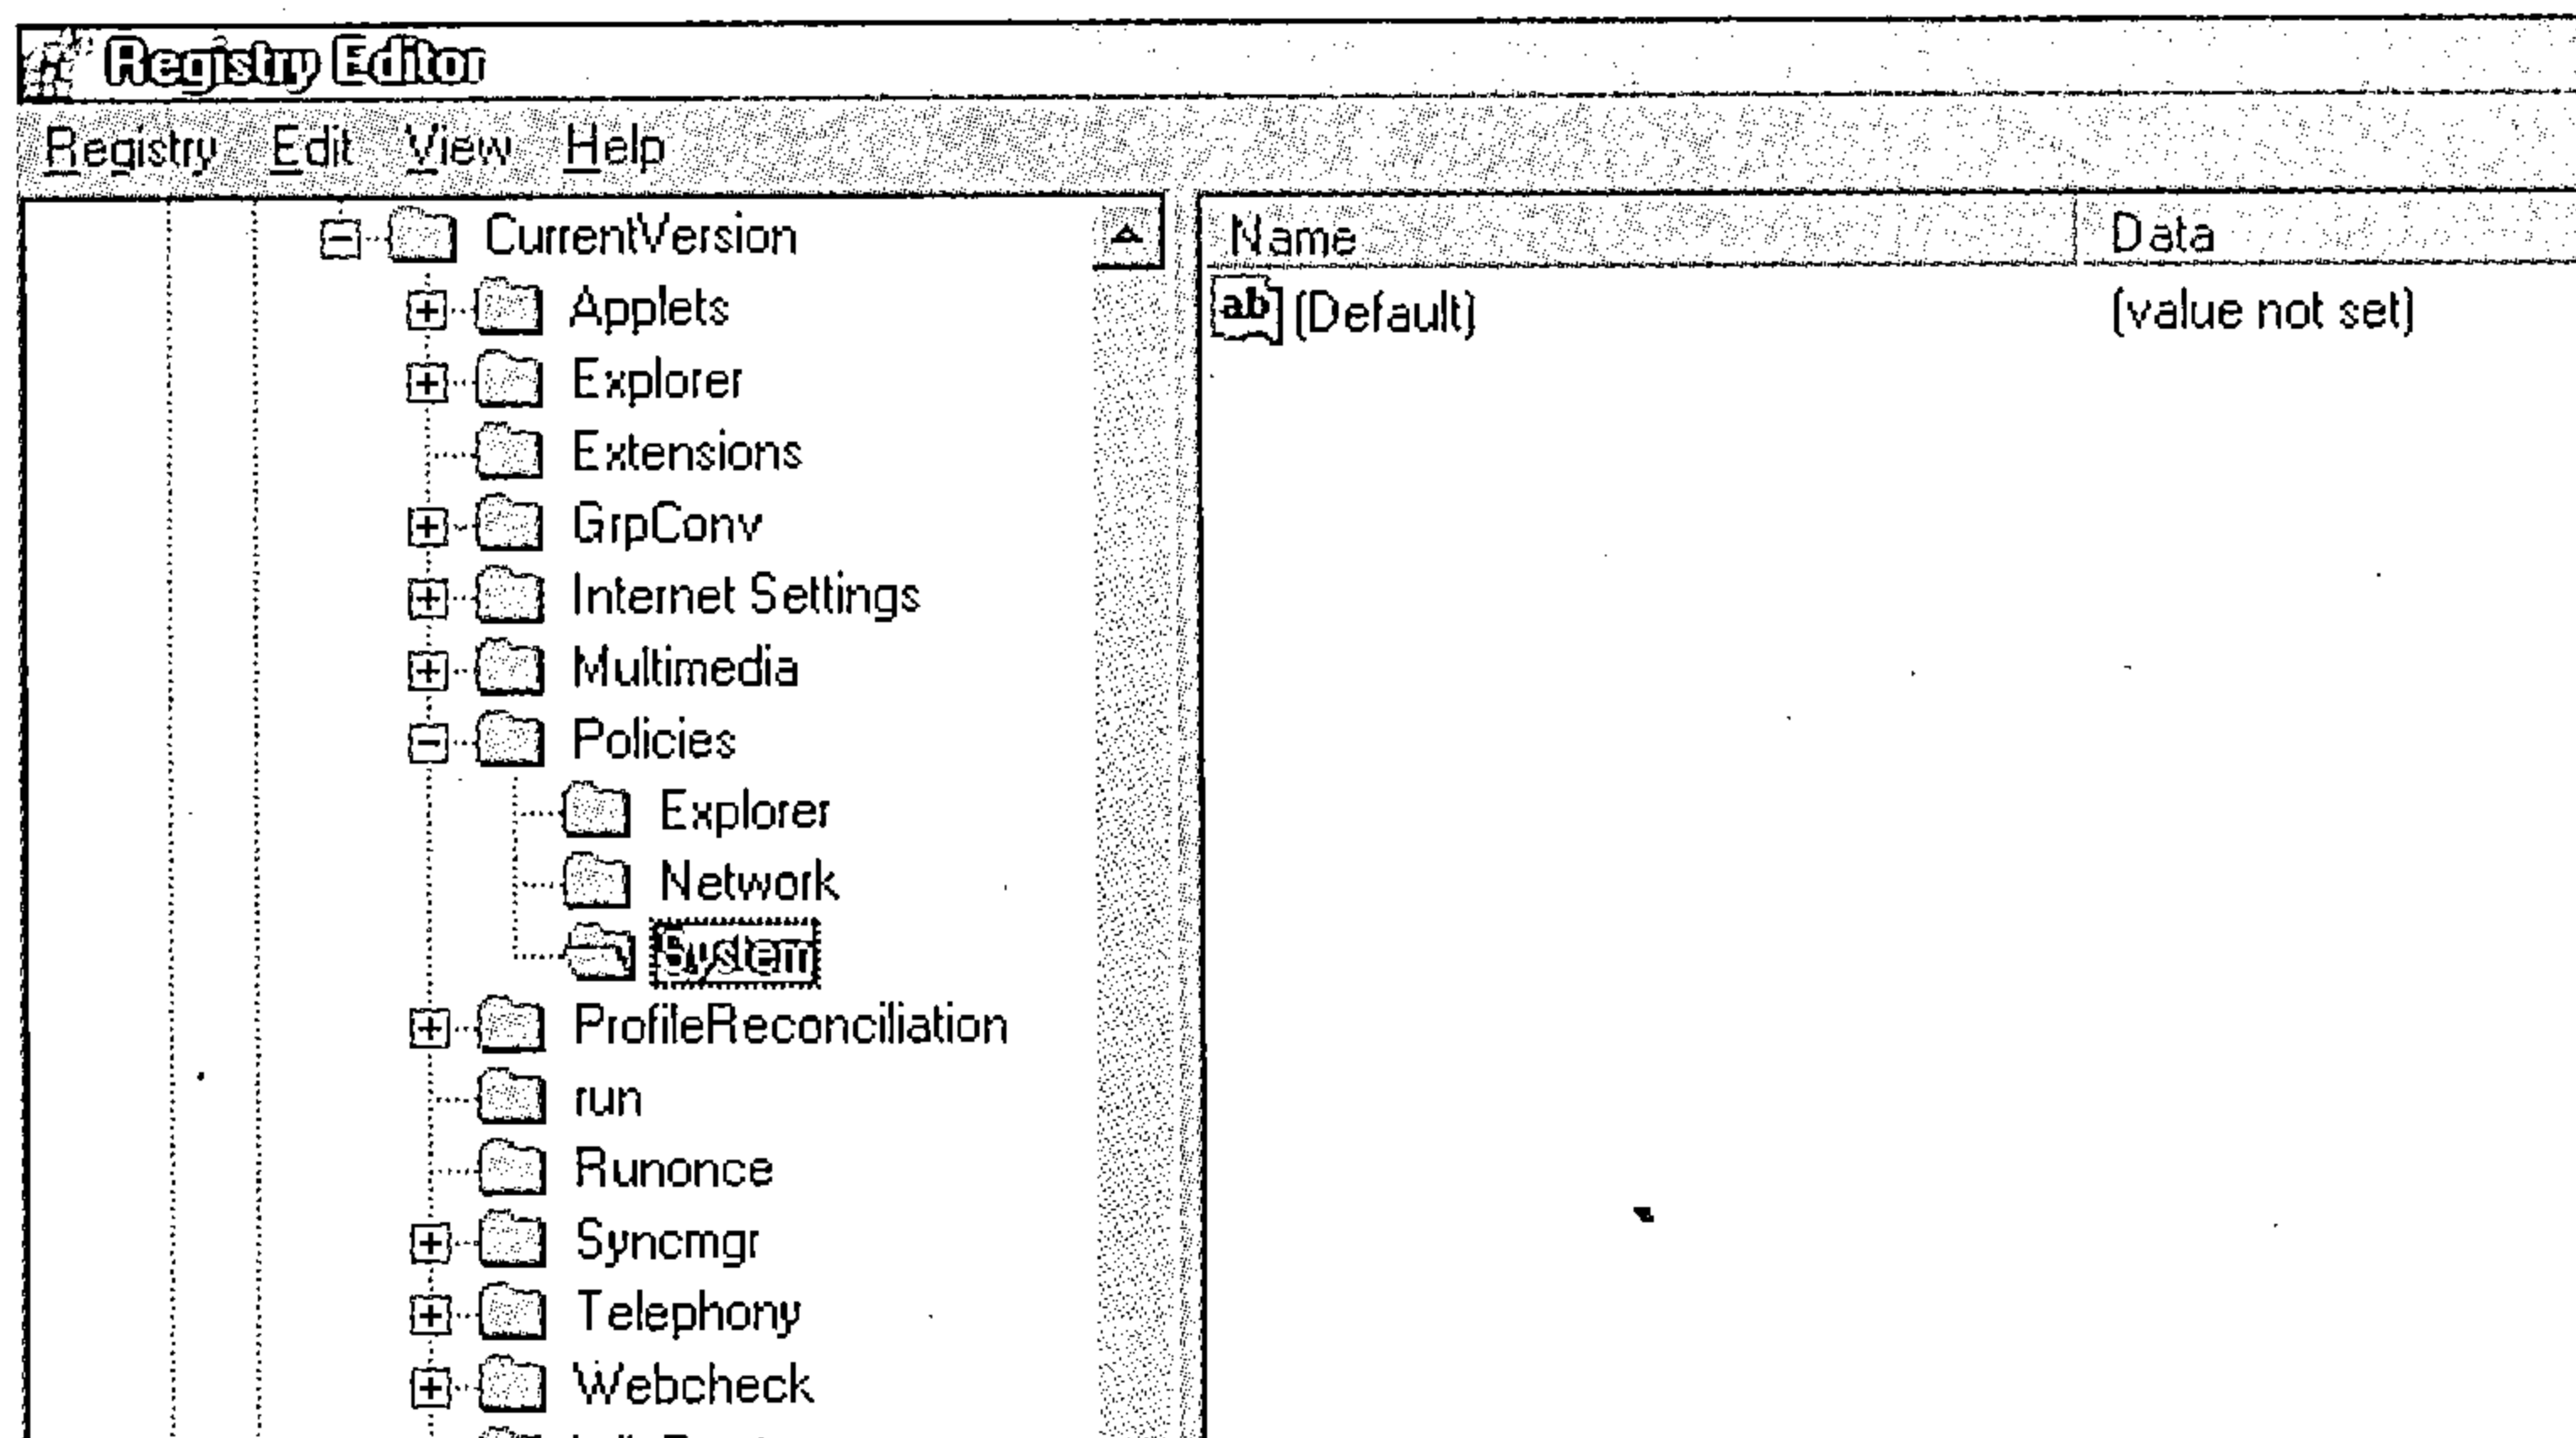 Registry Editor
Registry Edit View Help
CurrentVersion
Applets
Explorer
Extensions
GrpConv
Internet Settings
Multimedia
Policies
Explorer
Network
System
ProfileReconciliation
run
Runonce
Syncmgr
Telephony
Webcheck
Name Data
ab (Default) (value not set)